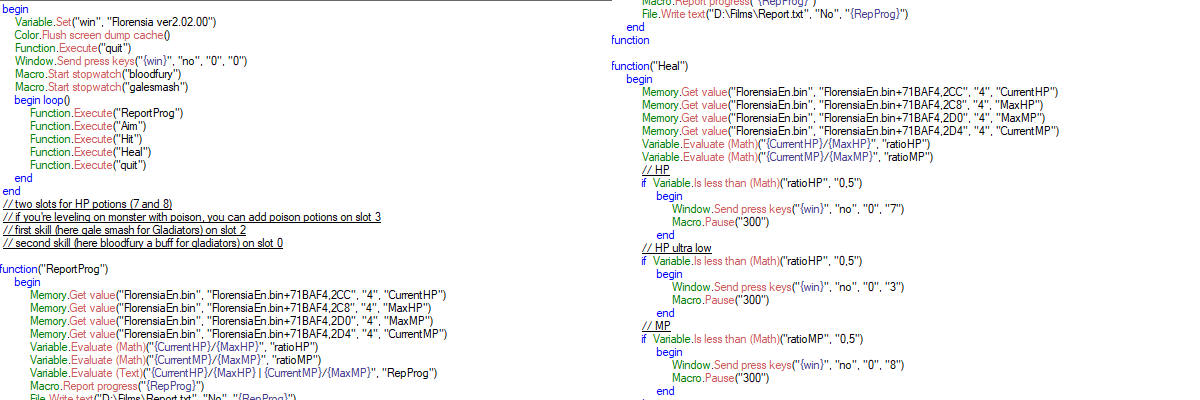 begin
Variable.Set("win", "Florensia ver2.02.00")
Color.Flush screen dump cache()
Function.Execute("quit")
Window.Send press keys("{win}", "no", "0", "0")
Macro.Start stopwatch("bloodfury")
Macro.Start stopwatch("galesmash")
begin loop()
Function.Execute("ReportProg")
Function.Execute("Aim")
Function.Execute("Hit")
Function.Execute("Heal")
Function.Execute("quit")
end
end
// two slots for HP potions (7 and 8)
// if you're leveling on monster with poison, you can add poison potions on slot 3
// first skill (here gale smash for Gladiators) on slot 2
// second skill (here bloodfury a buff for gladiators) on slot 0
function("ReportProg")
begin
Memory.Get value("FlorensiaEn.bin", "FlorensiaEn.bin+71BAF4,2CC", "4", "CurrentHP")
Memory.Get value("FlorensiaEn.bin", "FlorensiaEn.bin+71BAF4,2C8", "4", "MaxHP")
Memory.Get value("FlorensiaEn.bin", "FlorensiaEn.bin+71BAF4,2D0", "4", "MaxMP")
Memory.Get value("FlorensiaEn.bin", "FlorensiaEn.bin+71BAF4,2D4", "4", "CurrentMP")
Variable.Evaluate (Math)("{CurrentHP}/{MaxHP}", "ratioHP")
Variable.Evaluate (Math)("{CurrentMP}/{MaxMP}", "ratioMP")
Variable.Evaluate (Text)("{CurrentHP}/{MaxHP} | {CurrentMP}/{MaxMP}", "RepProg")
Macro.Report progress("{RepProg}")
File.Write text("D:\Films\Report.txt", "No", "{RepProg}")
Macro.Report progress("{RepProg}")
File.Write text("D:\Films\Report.txt", "No", "{RepProg}")
end
function
function("Heal")
begin
Memory.Get value("FlorensiaEn.bin", "FlorensiaEn.bin+71BAF4,2CC", "4", "CurrentHP")
Memory.Get value("FlorensiaEn.bin", "FlorensiaEn.bin+71BAF4,2C8", "4", "MaxHP")
Memory.Get value("FlorensiaEn.bin", "FlorensiaEn.bin+71BAF4,2D0", "4", "MaxMP")
Memory.Get value("FlorensiaEn.bin", "FlorensiaEn.bin+71BAF4,2D4", "4", "CurrentMP")
Variable.Evaluate (Math)("{CurrentHP}/{MaxHP}", "ratioHP")
Variable.Evaluate (Math)("{CurrentMP}/{MaxMP}", "ratioMP")
// HP
if Variable.Is less than (Math)("ratioHP", "0,5")
begin
Window.Send press keys("{win}", "no", "0", "7")
Macro.Pause("300")
end
// HP ultra low
if Variable.Is less than (Math)("ratioHP", "0,5")
begin
Window.Send press keys("{win}", "no", "0", "3")
Macro.Pause("300")
end
// MP
if Variable.Is less than (Math)("ratioMP", "0,5")
begin
Window.Send press keys("{win}", "no", "0", "8")
Macro.Pause("300")
end